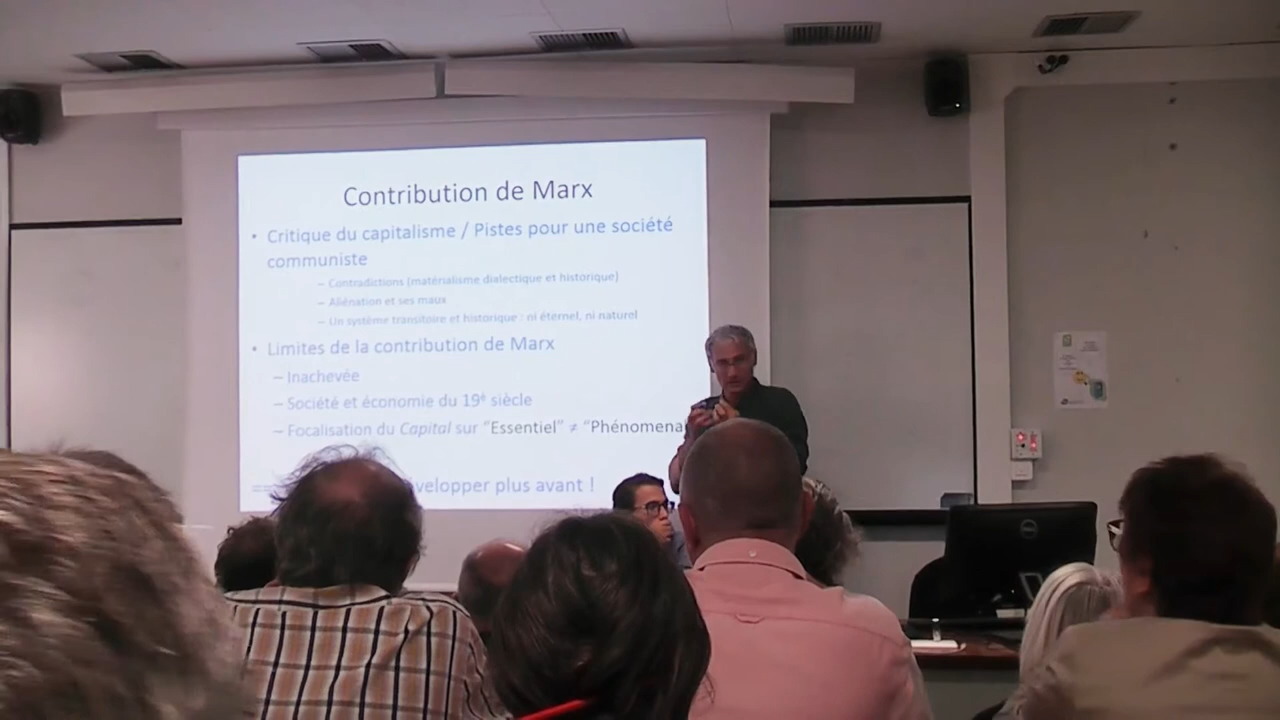 Contribution de Marx
• Critique du capitalisme / Pistes pour une société
communiste
– Contradictions (matérialisme dialectique et historique)
– Aliénation et ses maux
– Un système transitoire et historique : ni éternel, ni naturel
• Limites de la contribution de Marx
– Inachevée
– Société et économie du 19e siècle
– Focalisation du Capital sur "Essentiel" ≠ "Phénomena
velopper plus avant !
DELL